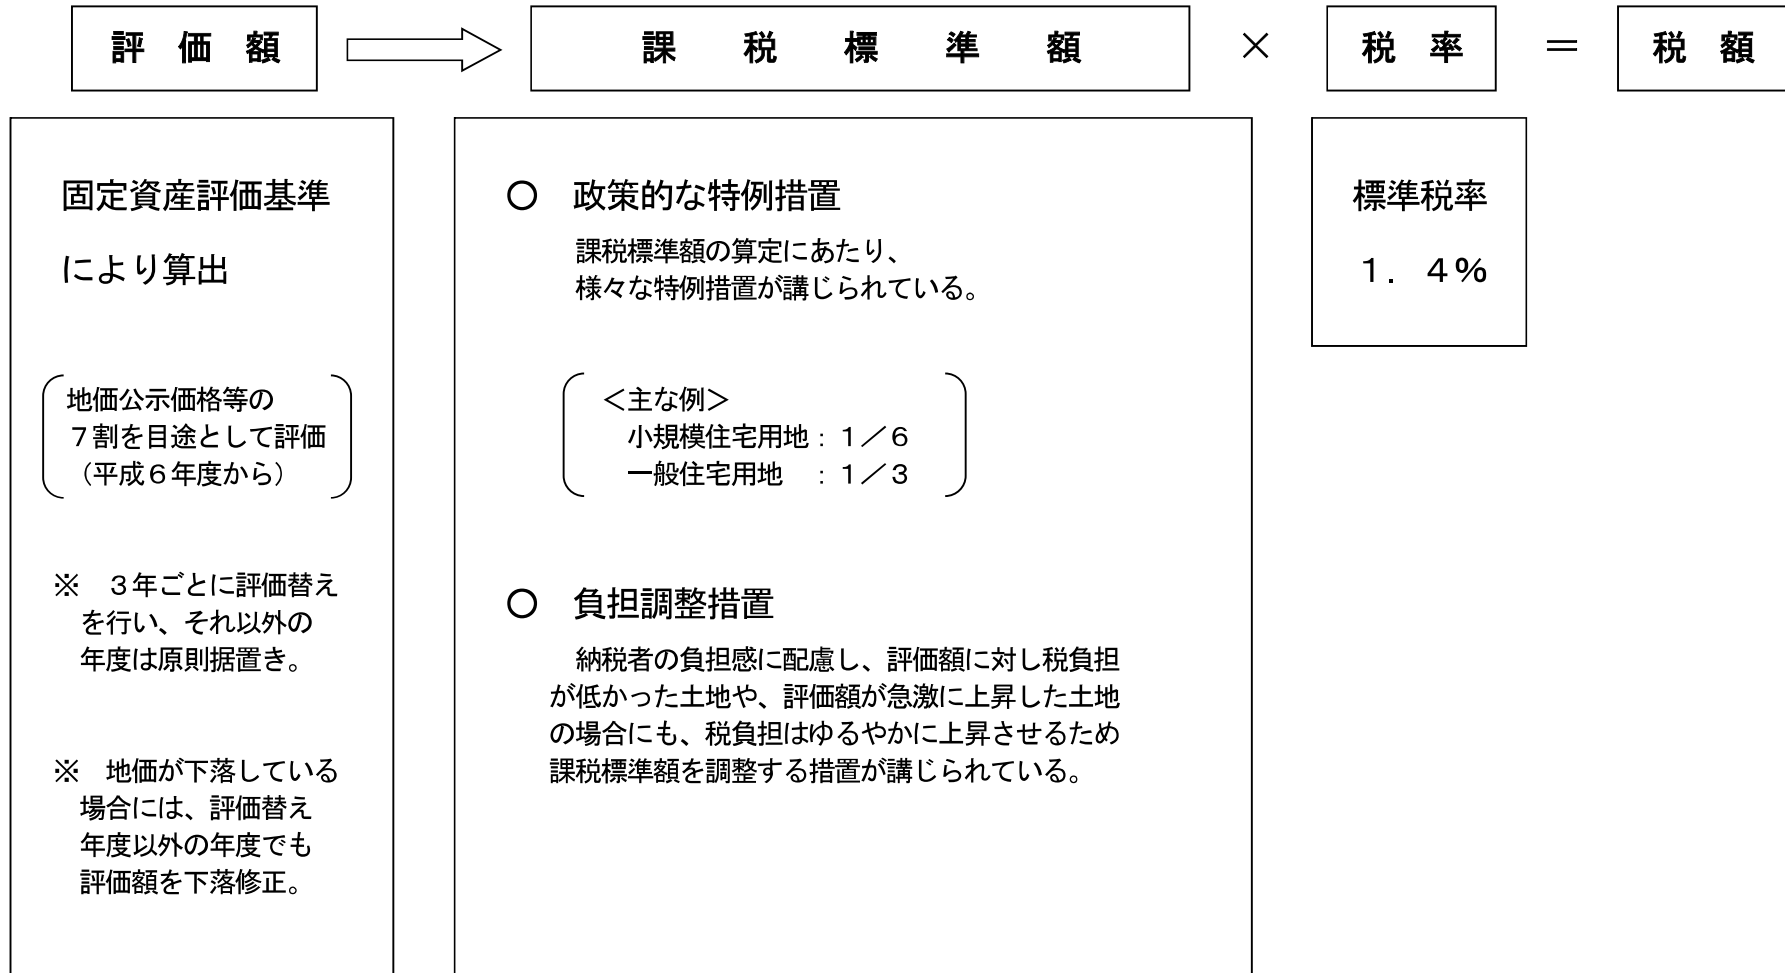 評　価　額
課　税　標　準　額
×
税　率
＝
税　額
固定資産評価基準
により算出
地価公示価格等の
７割を目途として評価
（平成６年度から）
※　３年ごとに評価替え
を行い、それ以外の
年度は原則据置き。
※　地価が下落している
場合には、評価替え
年度以外の年度でも
評価額を下落修正。
○　政策的な特例措置
課税標準額の算定にあたり、
様々な特例措置が講じられている。
＜主な例＞
小規模住宅用地：１／６
一般住宅用地　：１／３
○　負担調整措置
納税者の負担感に配慮し、評価額に対し税負担
が低かった土地や、評価額が急激に上昇した土地
の場合にも、税負担はゆるやかに上昇させるため
課税標準額を調整する措置が講じられている。
標準税率
１．４％